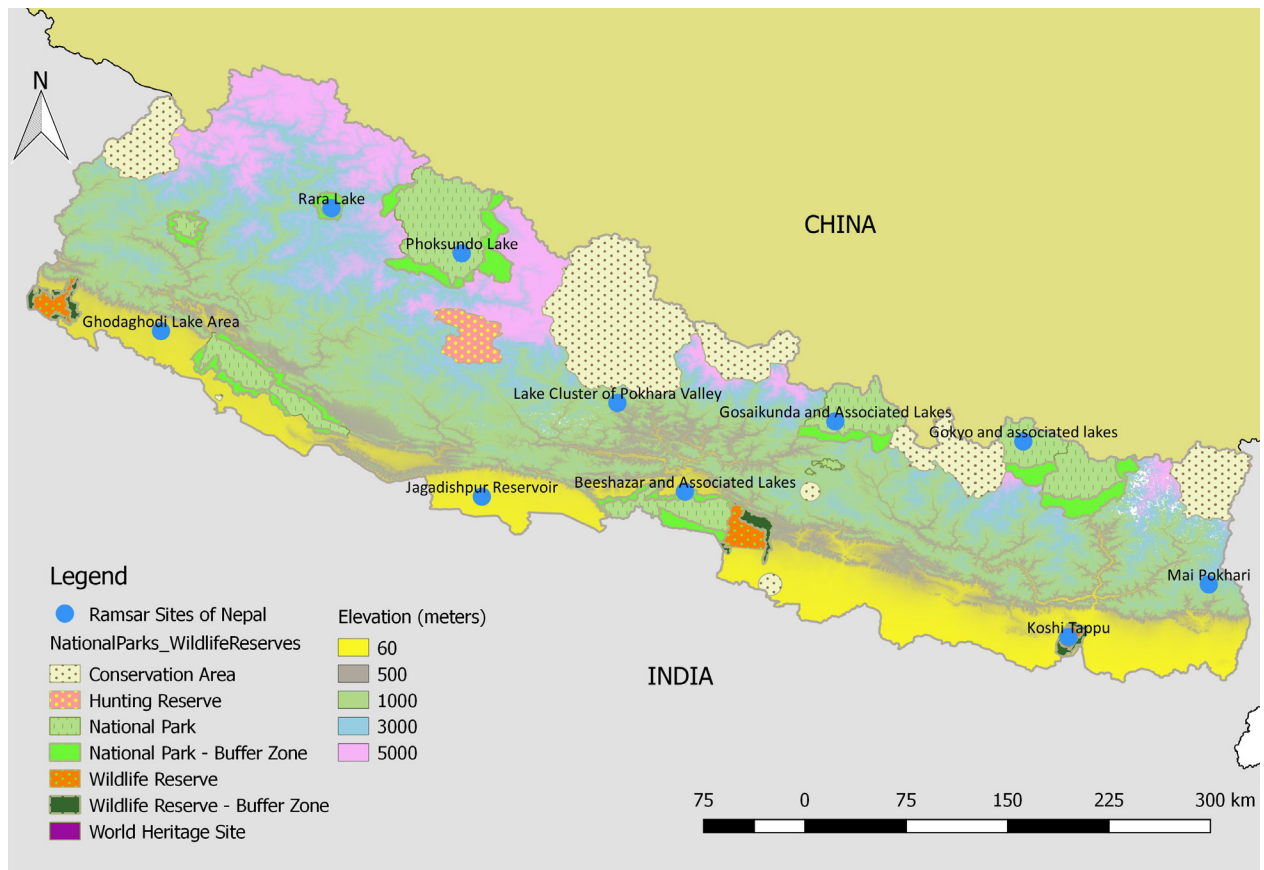 N
Rara Lake
CHINA
Phoksundo Lake
Ghodaghodi Lake Area
Lake Cluster of Pokhara Valley
Gosaikunda and Associated Lakes
Gokyo and associated lakes
Jagadishpur Reservoir
Beeshazar and Associated Lakes
Mai Pokhari
Koshi Tappu
INDIA
Legend
Ramsar Sites of Nepal
NationalParks_WildlifeReserves
Conservation Area
Hunting Reserve
National Park
National Park - Buffer Zone
Wildlife Reserve
Wildlife Reserve - Buffer Zone
World Heritage Site
Elevation (meters)
60
500
1000
3000
5000
75 0 75 150 225 300 km